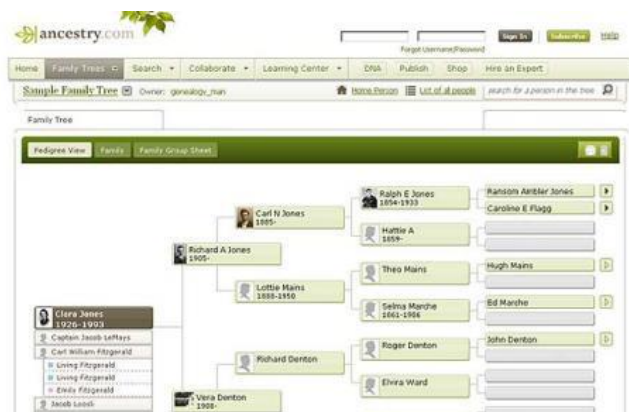 ancestry.com
Sign In
Subscribe
Help
Forgot Username/Password
Home Family Trees Search Collaborate Learning Center DNA Publish Shop Hire an Expert
Sample Family Tree Owner: genealogy_man Home Person List of all people search for a person in the tree
Family Tree
Pedigree View Family Family Group Sheet
Ralph E Jones
1854-1933
Ransom Ambler Jones
Caroline E Flagg
Carl N Jones
1885-
Hattie A
1859-
Richard A Jones
1905-
Theo Mains
Hugh Mains
Lottie Mains
1888-1950
Selma Marche
1861-1986
Ed Marche
Clara Jones
1926-1993
Captain Jacob LeMays
Carl William Fitzgerald
Living Fitzgerald
Living Fitzgerald
Emily Fitzgerald
Jacob
Roger Denton
John Denton
Richard Denton
Elvira Ward
Vera Denton
1908-